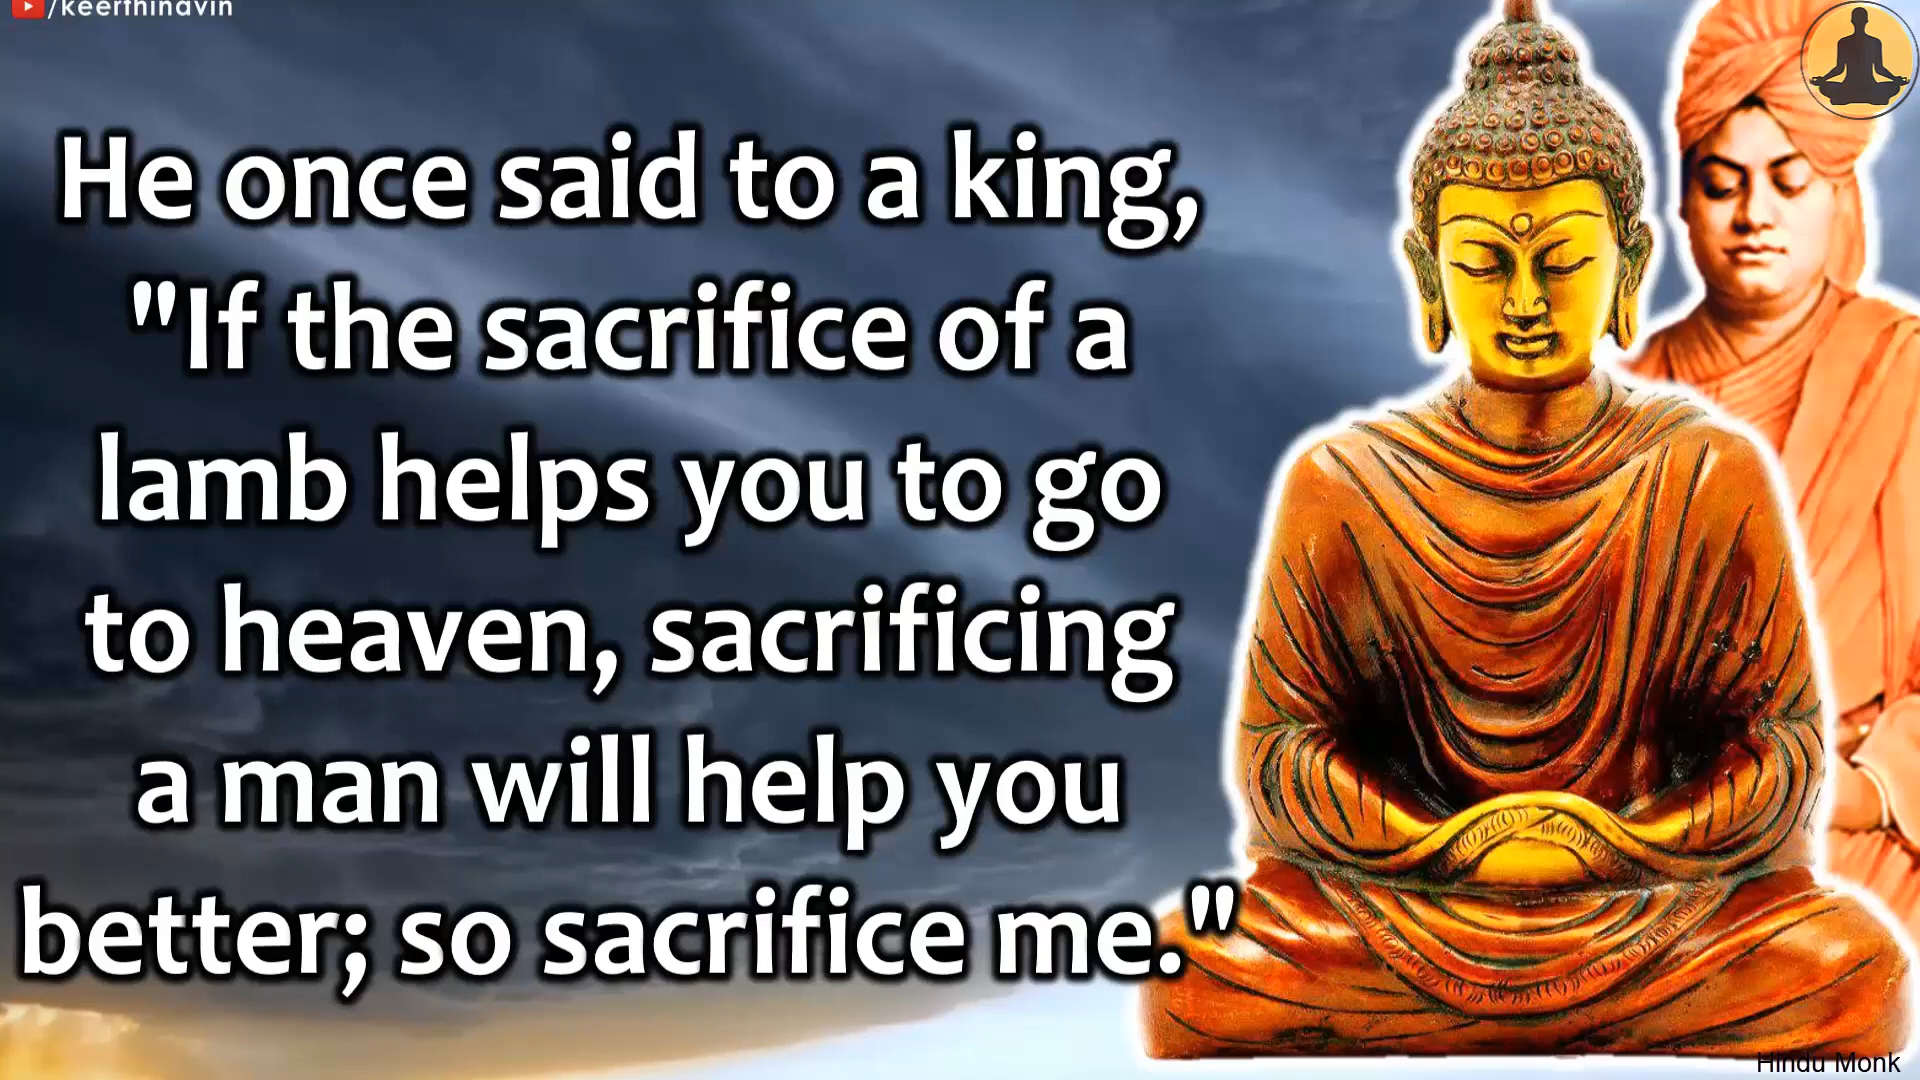 /keerthinavin
He once said to a king,
"If the sacrifice of a
lamb helps you to go
to heaven, sacrificing
a man will help you
better; so sacrifice me."
Hindu Monk